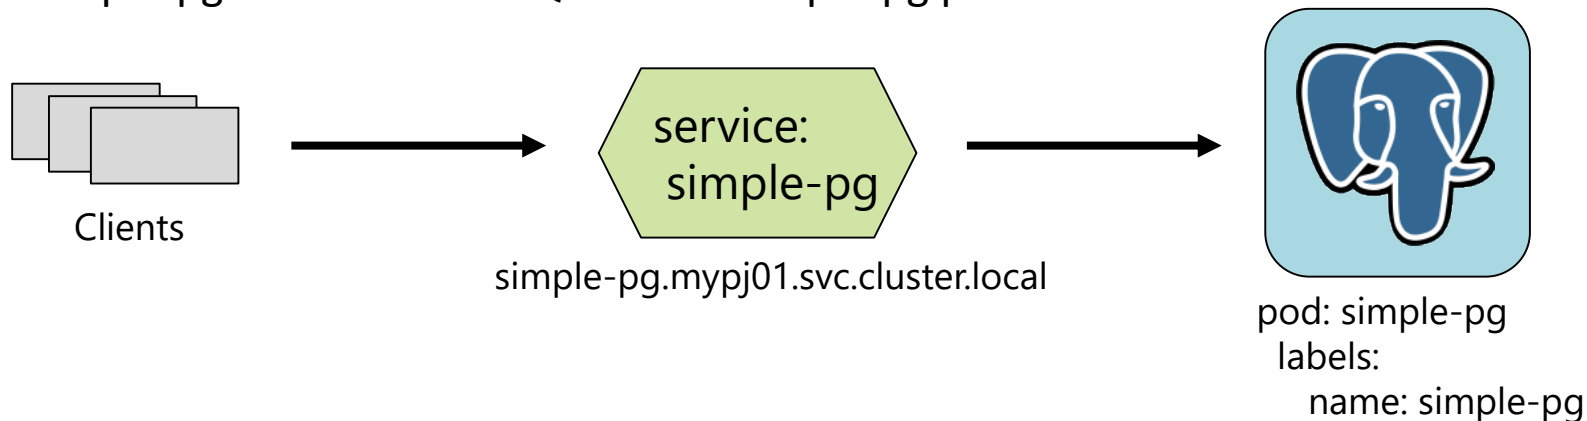 Clients
service:
simple-pg
simple-pg.mypj01.svc.cluster.local
pod: simple-pg
labels:
name: simple-pg